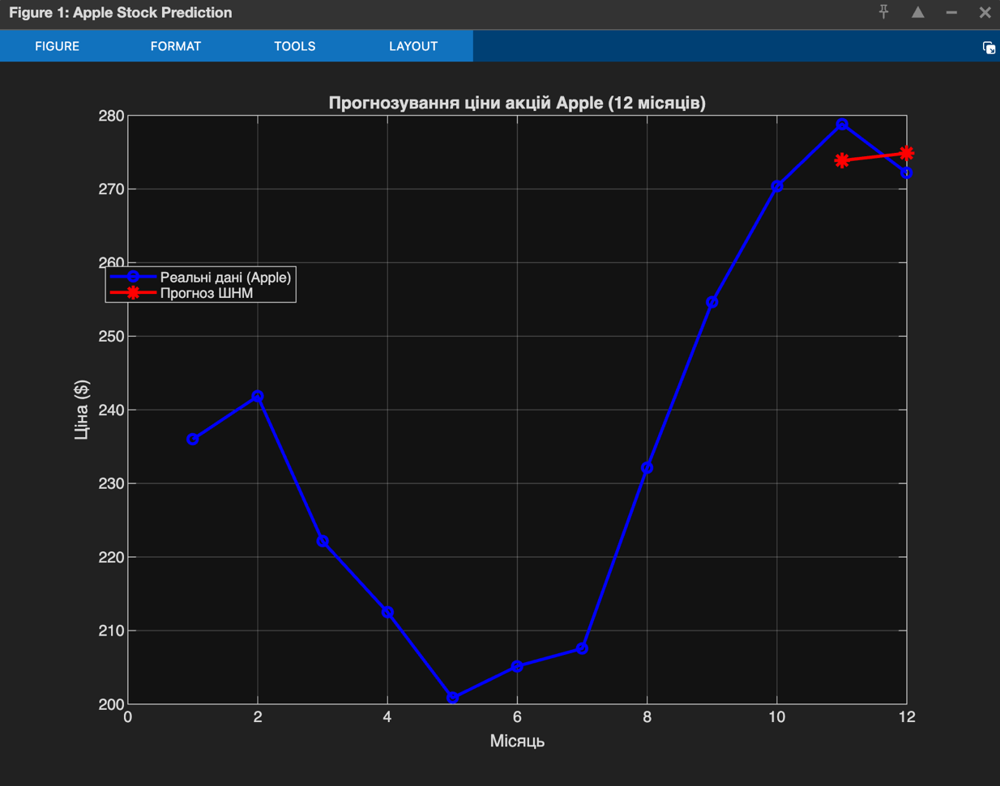 Figure 1: Apple Stock Prediction
FIGURE FORMAT TOOLS LAYOUT
Прогнозування ціни акцій Apple (12 місяців)
280
270
260
250
240
230
220
210
200
Ціна ($)
Реальні дані (Apple)
Прогноз ШНМ
0 2 4 6 8 10 12
Місяць